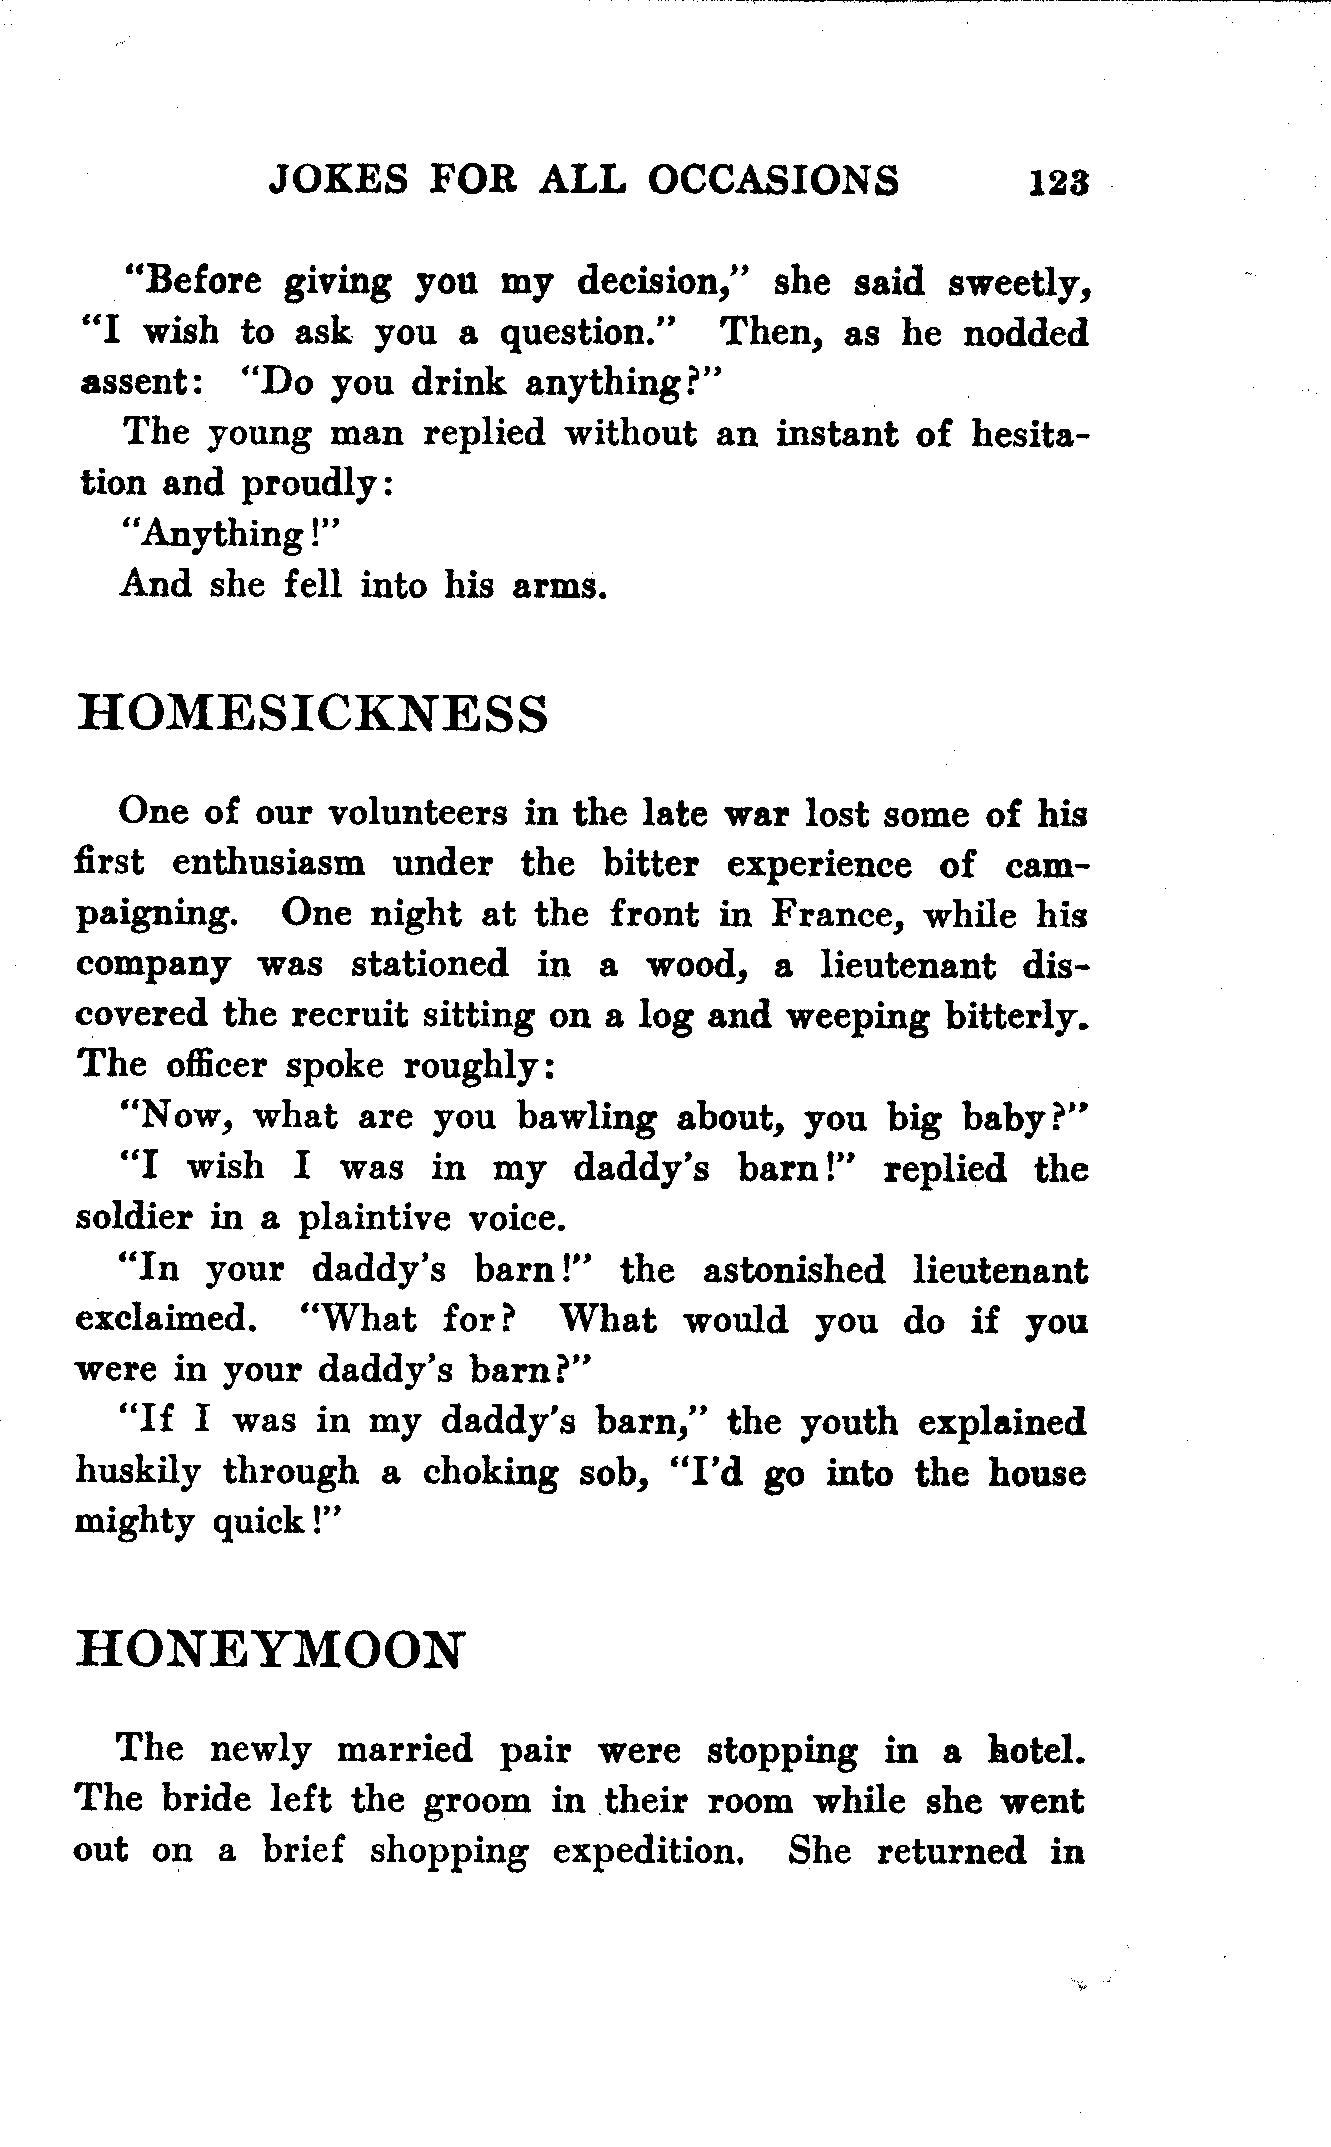 JOKES FOR ALL OCCASIONS 123
“Before giving you my decision,” she said sweetly,
“I wish to ask you a question.” Then, as he nodded
assent: “Do you drink anything?”
The young man replied without an instant of hesita-
tion and proudly:
“Anything!”
And she fell into his arms.
HOMESICKNESS
One of our volunteers in the late war lost some of his
first enthusiasm under the bitter experience of cam-
paigning. One night at the front in France, while his
company was stationed in a wood, a lieutenant dis-
covered the recruit sitting on a log and weeping bitterly.
The officer spoke roughly:
“Now, what are you bawling about, you big baby?”
“I wish I was in my daddy’s barn!” replied the
soldier in a plaintive voice.
“In your daddy’s barn!” the astonished lieutenant
exclaimed. “What for? What would you do if you
were in your daddy’s barn?”
“If I was in my daddy’s barn,” the youth explained
huskily through a choking sob, “I’d go into the house
mighty quick!”
HONEYMOON
The newly married pair were stopping in a hotel.
The bride left the groom in their room while she went
out on a brief shopping expedition. She returned in